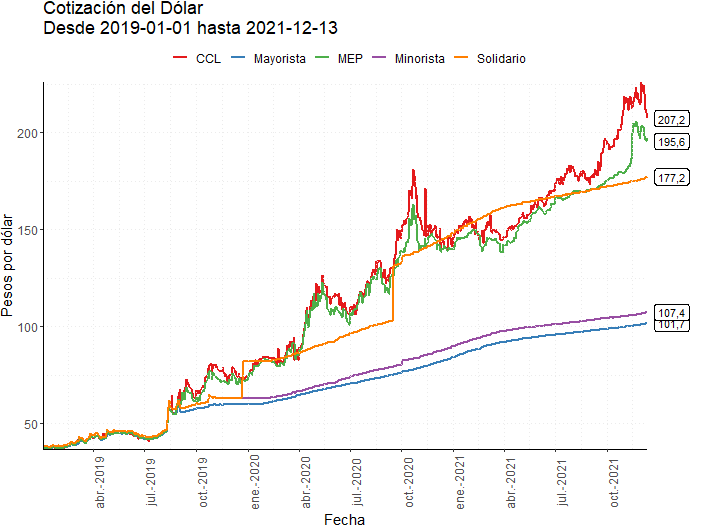 Cotización del Dólar
Desde 2019-01-01 hasta 2021-12-13
CCL Mayorista MEP Minorista Solidario
Pesos por dólar
200
150
100
50
207,2
195,6
177,2
107,4
101,7
abr.-2019 jul.-2019 oct.-2019 ene.-2020 abr.-2020 jul.-2020 oct.-2020 ene.-2021 abr.-2021 jul.-2021 oct.-2021
Fecha